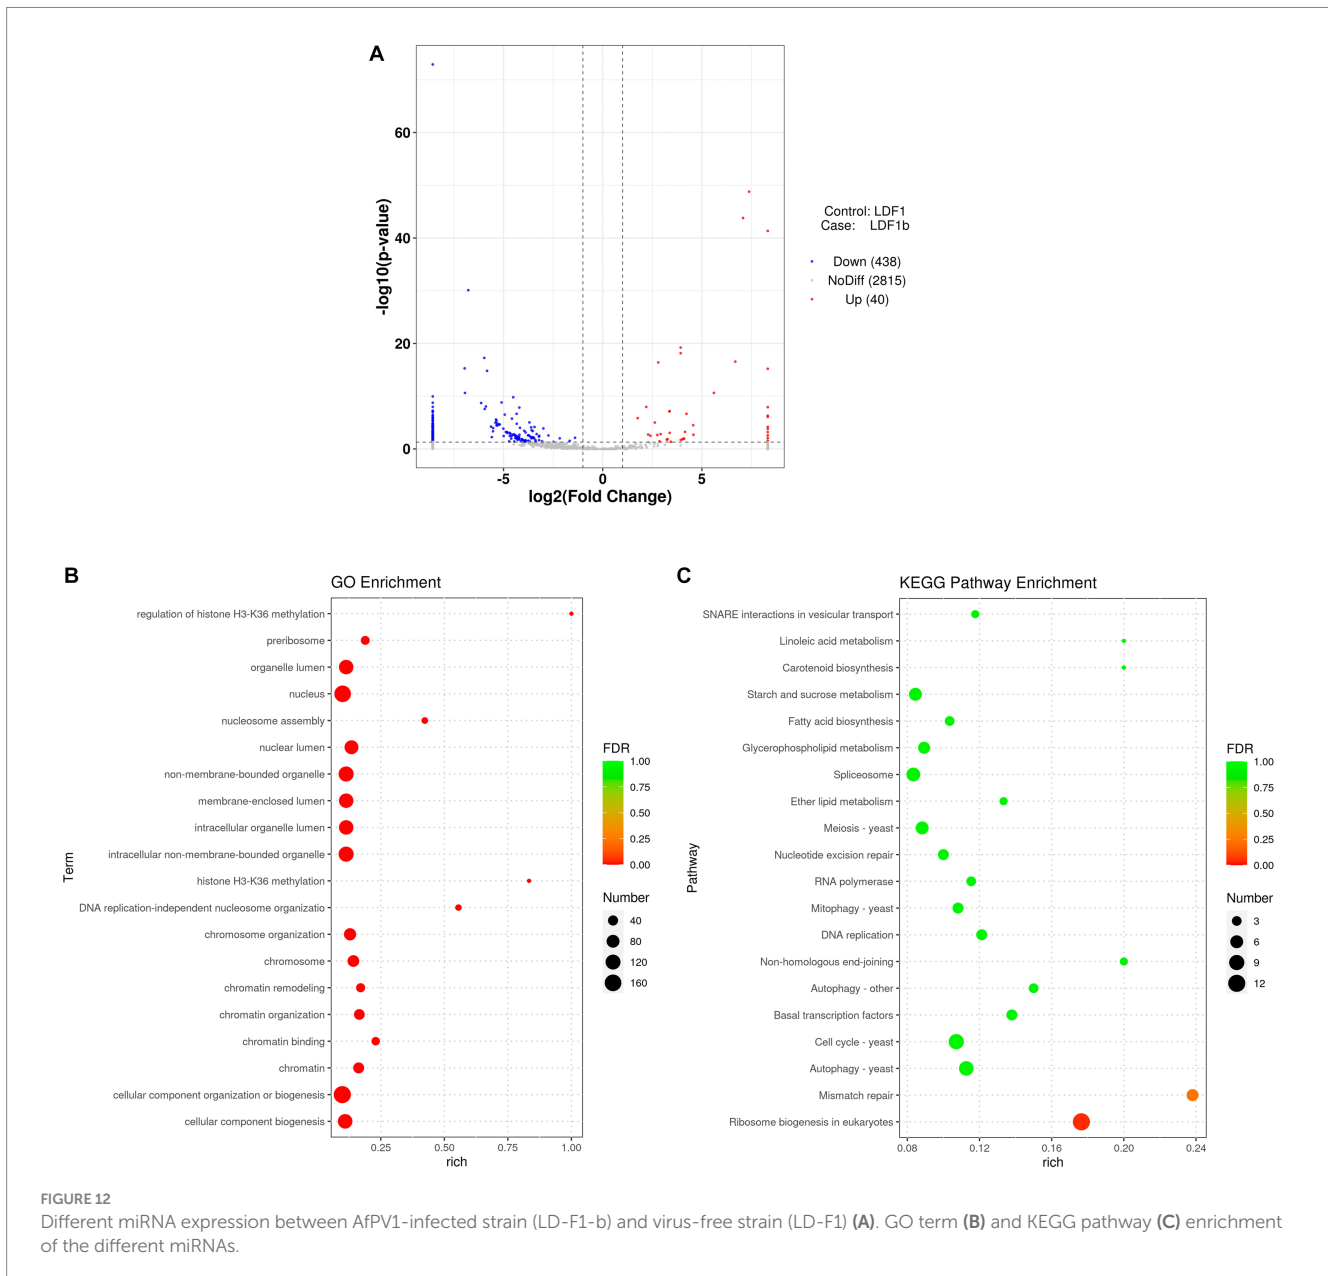 A
-log10(p-value)
60
40
20
0
-5
0
5
log2(Fold Change)
Control: LDF1
Case: LDF1b
Down (438)
NoDiff (2815)
Up (40)
B
GO Enrichment
Term
regulation of histone H3-K36 methylation
preribosome
organelle lumen
nucleus
nucleosome assembly
nuclear lumen
non-membrane-bounded organelle
membrane-enclosed lumen
intracellular organelle lumen
intracellular non-membrane-bounded organelle
histone H3-K36 methylation
DNA replication-independent nucleosome organizatio
chromosome organization
chromosome
chromatin remodeling
chromatin organization
chromatin binding
chromatin
cellular component organization or biogenesis
cellular component biogenesis
0.25
0.50
0.75
1.00
rich
FDR
1.00
0.75
0.50
0.25
0.00
Number
40
80
120
160
C
KEGG Pathway Enrichment
Pathway
SNARE interactions in vesicular transport
Linoleic acid metabolism
Carotenoid biosynthesis
Starch and sucrose metabolism
Fatty acid biosynthesis
Glycerophospholipid metabolism
Spliceosome
Ether lipid metabolism
Meiosis - yeast
Nucleotide excision repair
RNA polymerase
Mitophagy - yeast
DNA replication
Non-homologous end-joining
Autophagy - other
Basal transcription factors
Cell cycle - yeast
Autophagy - yeast
Mismatch repair
Ribosome biogenesis in eukaryotes
0.08
0.12
0.16
0.20
0.24
rich
FDR
1.00
0.75
0.50
0.25
0.00
Number
3
6
9
12
FIGURE 12
Different miRNA expression between AfPV1-infected strain (LD-F1-b) and virus-free strain (LD-F1) (A). GO term (B) and KEGG pathway (C) enrichment
of the different miRNAs.